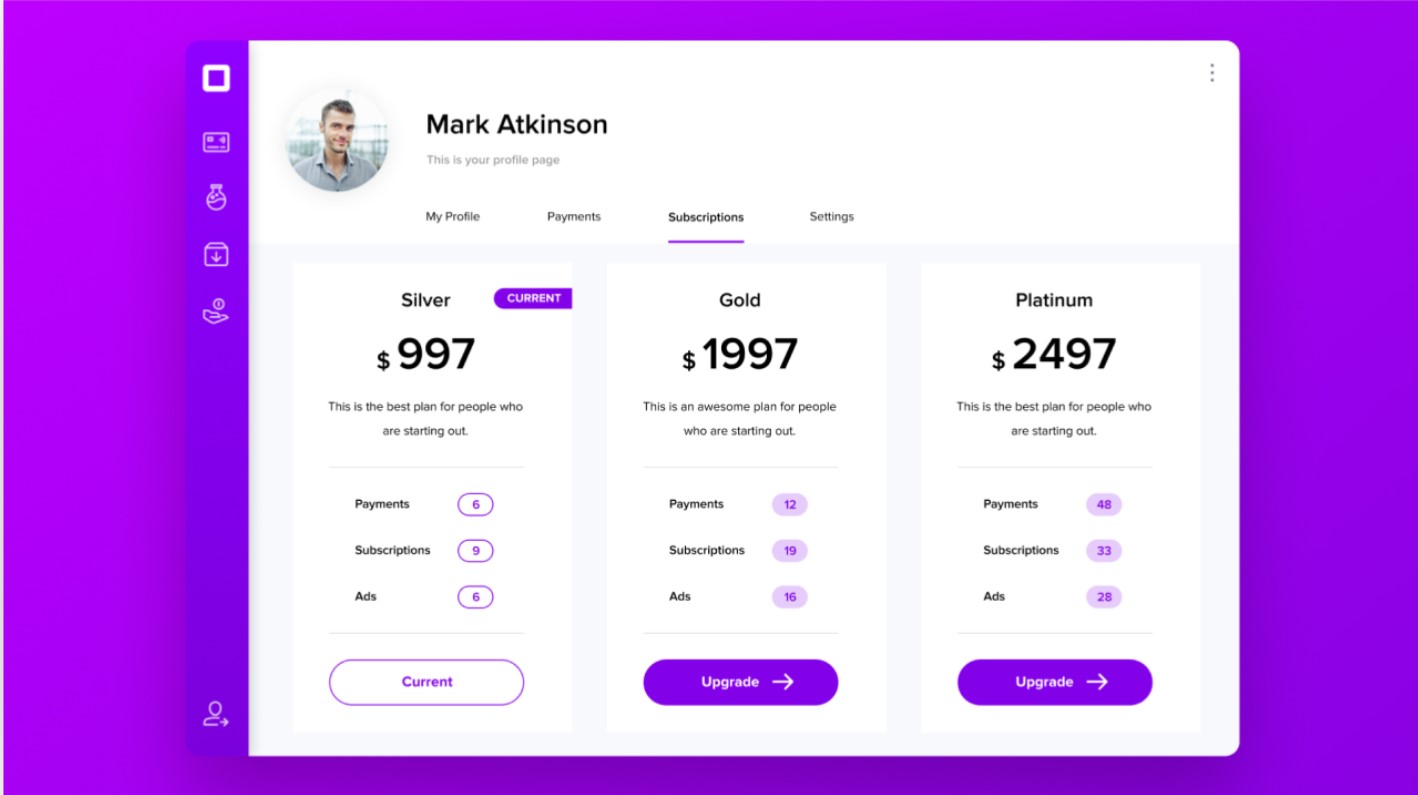 Mark Atkinson
This is your profile page
My Profile
Payments
Subscriptions
Settings
Silver
CURRENT
$ 997
This is the best plan for people who
are starting out.
Payments 6
Subscriptions 9
Ads 6
Current
Gold
$ 1997
This is an awesome plan for people
who are starting out.
Payments 12
Subscriptions 19
Ads 16
Upgrade
Platinum
$ 2497
This is the best plan for people who
are starting out.
Payments 48
Subscriptions 33
Ads 28
Upgrade